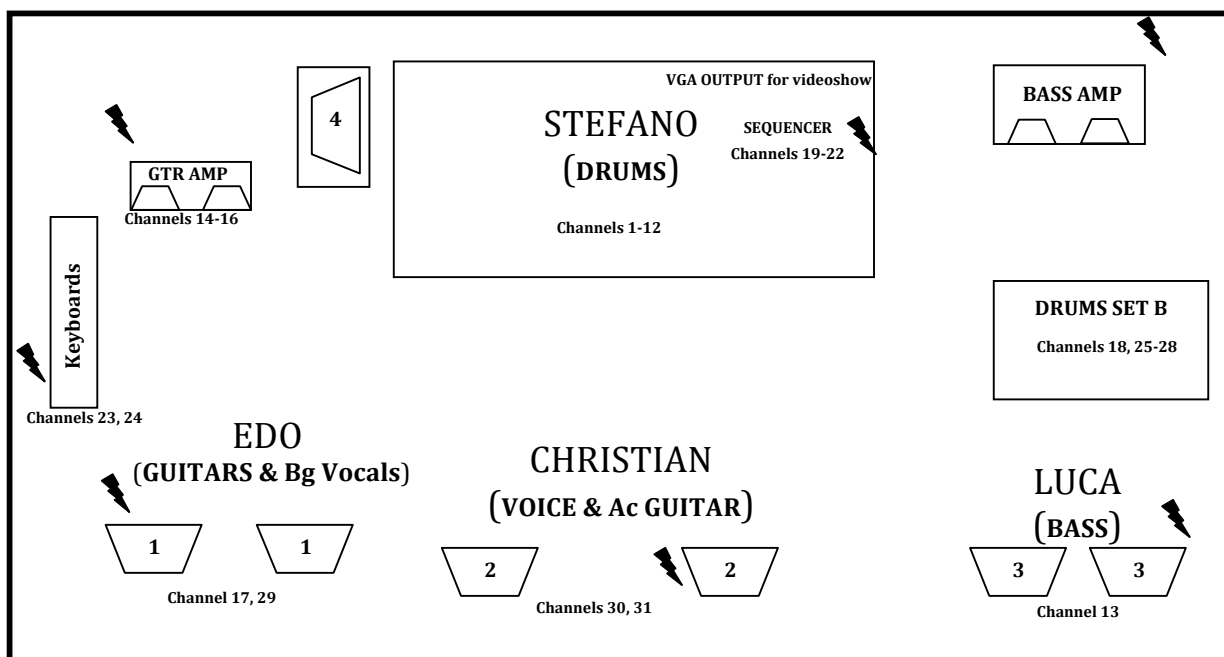 VGA OUTPUT for videoshow
STEFANO
(DRUMS)
SEQUENCER
Channels 19-22
Channels 1-12
4
BASS AMP
GTR AMP
Channels 14-16
Keyboards
Channels 23, 24
DRUMS SET B
Channels 18, 25-28
EDO
(GUITARS & Bg Vocals)
1
1
Channel 17, 29
CHRISTIAN
(VOICE & Ac GUITAR)
2
2
Channels 30, 31
LUCA
(BASS)
3
3
Channel 13